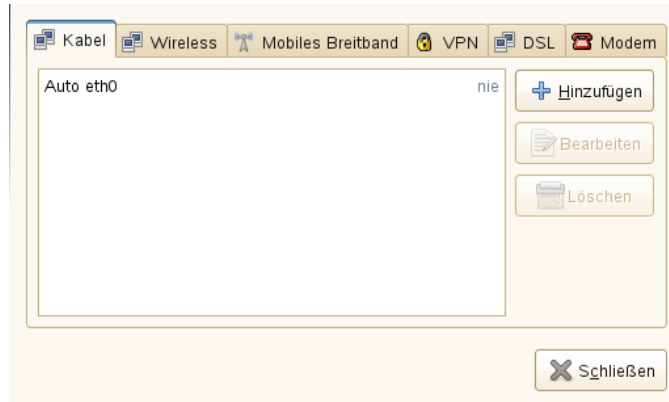 Kabel Wireless Mobiles Breitband VPN DSL Modem
Auto eth0 nie
Hinzufügen
Bearbeiten
Löschen
Schließen